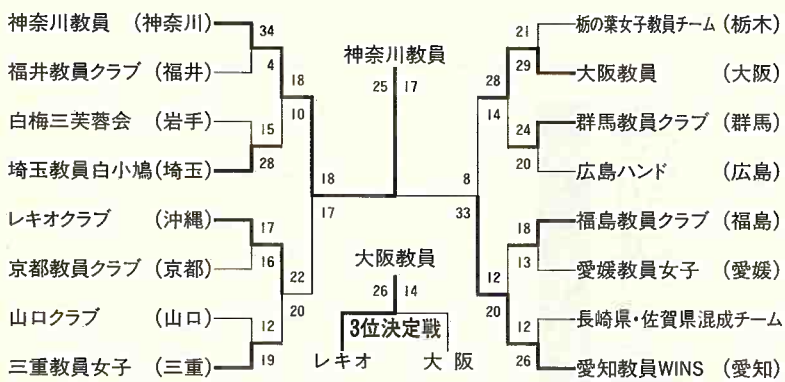 神奈川教員 (神奈川)
34
4
福井教員クラブ (福井)
18
10
白梅三芙蓉会 (岩手)
15
28
埼玉教員白小鳩(埼玉)
18
17
レキオクラブ (沖縄)
17
16
京都教員クラブ (京都)
22
20
山口クラブ (山口)
12
19
三重教員女子 (三重)
神奈川教員
25 17
大阪教員
26 14
3位決定戦
レキオ 大阪
21
栃の葉女子教員チーム (栃木)
29
大阪教員 (大阪)
28
14
24
群馬教員クラブ (群馬)
20
広島ハンド (広島)
8
33
18
福島教員クラブ (福島)
13
愛媛教員女子 (愛媛)
12
20
12
長崎県・佐賀県混成チーム
26
愛知教員WINS (愛知)